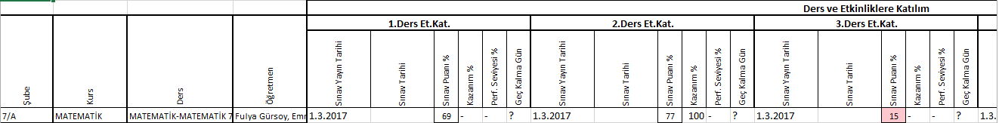 Ders ve Etkinliklere Katılım
1.Ders Et.Kat. 2.Ders Et.Kat. 3.Ders Et.Kat.
Şube Kurs Ders Öğretmen Sınav Yayın Tarihi Sınav Tarihi Sınav Puanı % Kazanım % Perf. Seviyesi % Geç Kalma Gün Sınav Yayın Tarihi Sınav Tarihi Sınav Puanı % Kazanım % Perf. Seviyesi % Geç Kalma Gün Sınav Yayın Tarihi Sınav Tarihi Sınav Puanı % Kazanım % Perf. Seviyesi % Geç Kalma Gün
7/A MATEMATİK MATEMATİK-MATEMATİK 7 Fulya Gürsoy, Emr 1.3.2017 69 - - ? 1.3.2017 77 100 - ? 1.3.2017 15 - - ? 1.3.